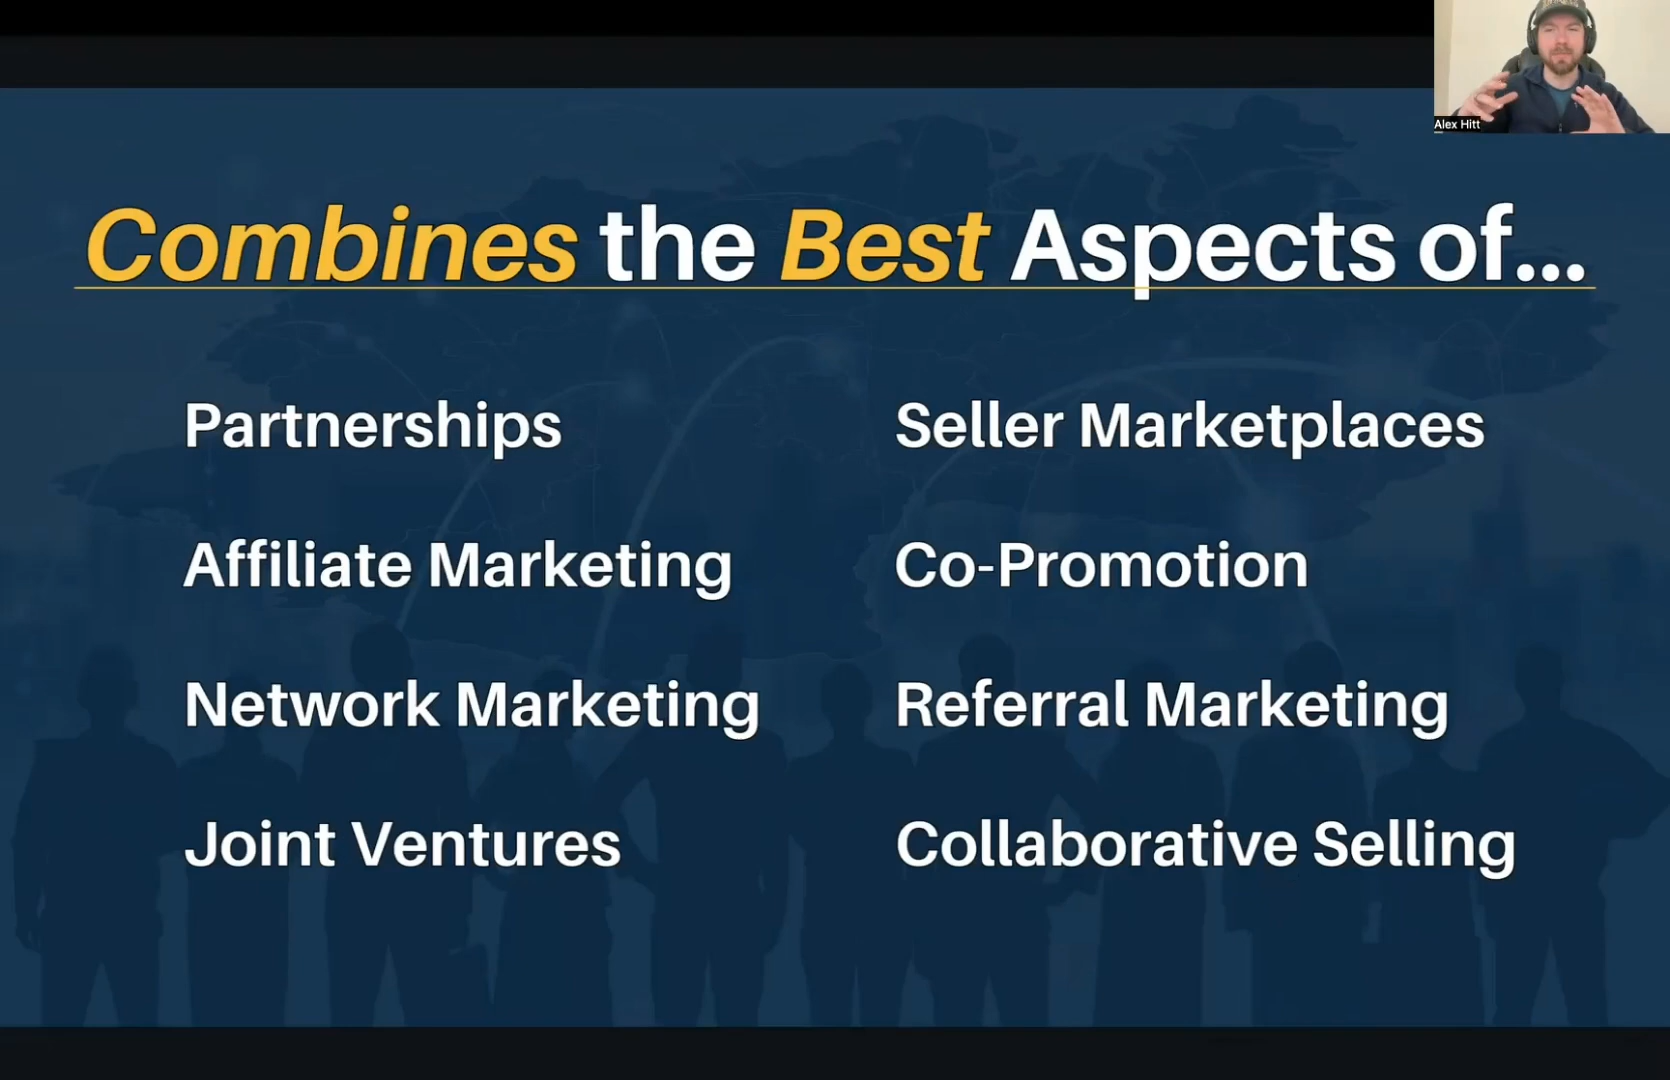 Alex Hitt
Combines the Best Aspects of...
Partnerships
Affiliate Marketing
Network Marketing
Joint Ventures
Seller Marketplaces
Co-Promotion
Referral Marketing
Collaborative Selling